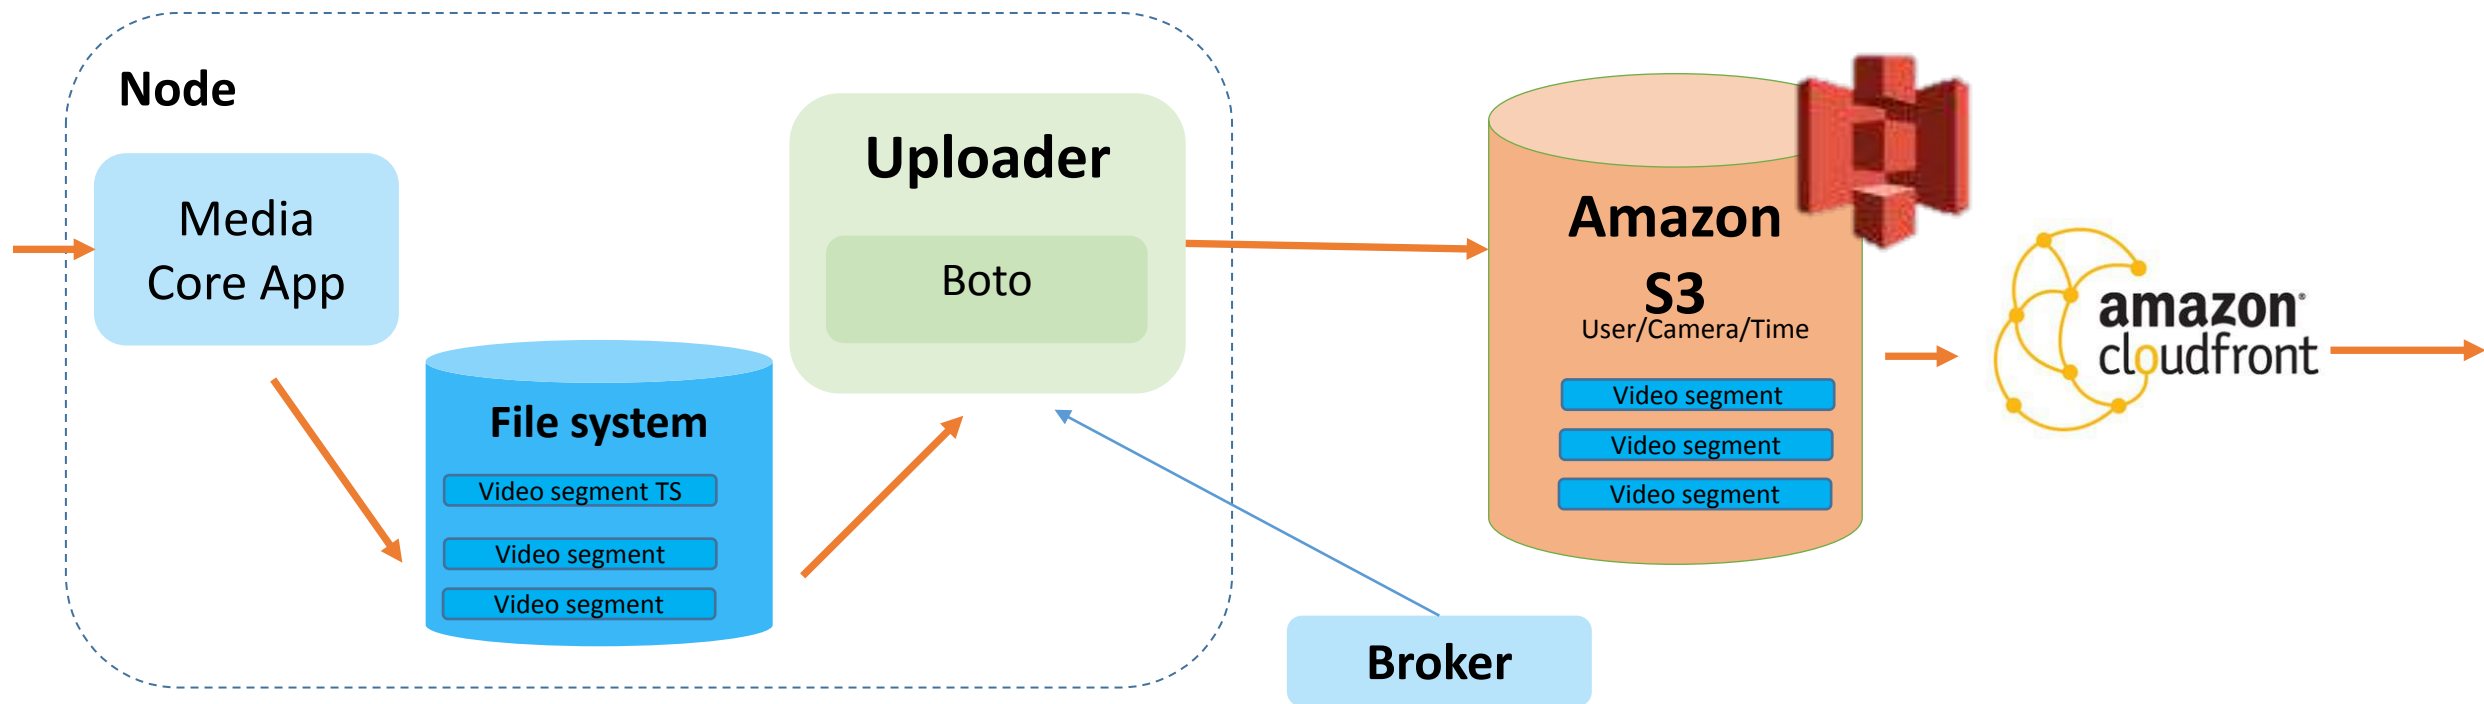 Node
Media
Core App
File system
Video segment TS
Video segment
Video segment
Uploader
Boto
Broker
Amazon
S3
User/Camera/Time
Video segment
Video segment
Video segment
amazon
cloudfront